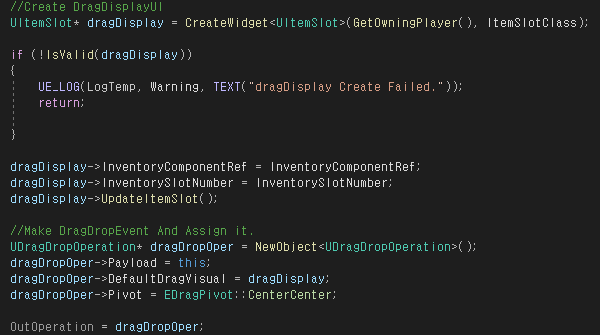 //Create DragDisplayUI
UItemSlot* dragDisplay = CreateWidget<UItemSlot>(GetOwningPlayer(), ItemSlotClass);
if (!IsValid(dragDisplay))
{
UE_LOG(LogTemp, Warning, TEXT("dragDisplay Create Failed."));
return;
}
dragDisplay->InventoryComponentRef = InventoryComponentRef;
dragDisplay->InventorySlotNumber = InventorySlotNumber;
dragDisplay->UpdateItemSlot();
//Make DragDropEvent And Assign it.
UDragDropOperation* dragDropOper = NewObject<UDragDropOperation>();
dragDropOper->Payload = this;
dragDropOper->DefaultDragVisual = dragDisplay;
dragDropOper->Pivot = EDragPivot::CenterCenter;
OutOperation = dragDropOper;